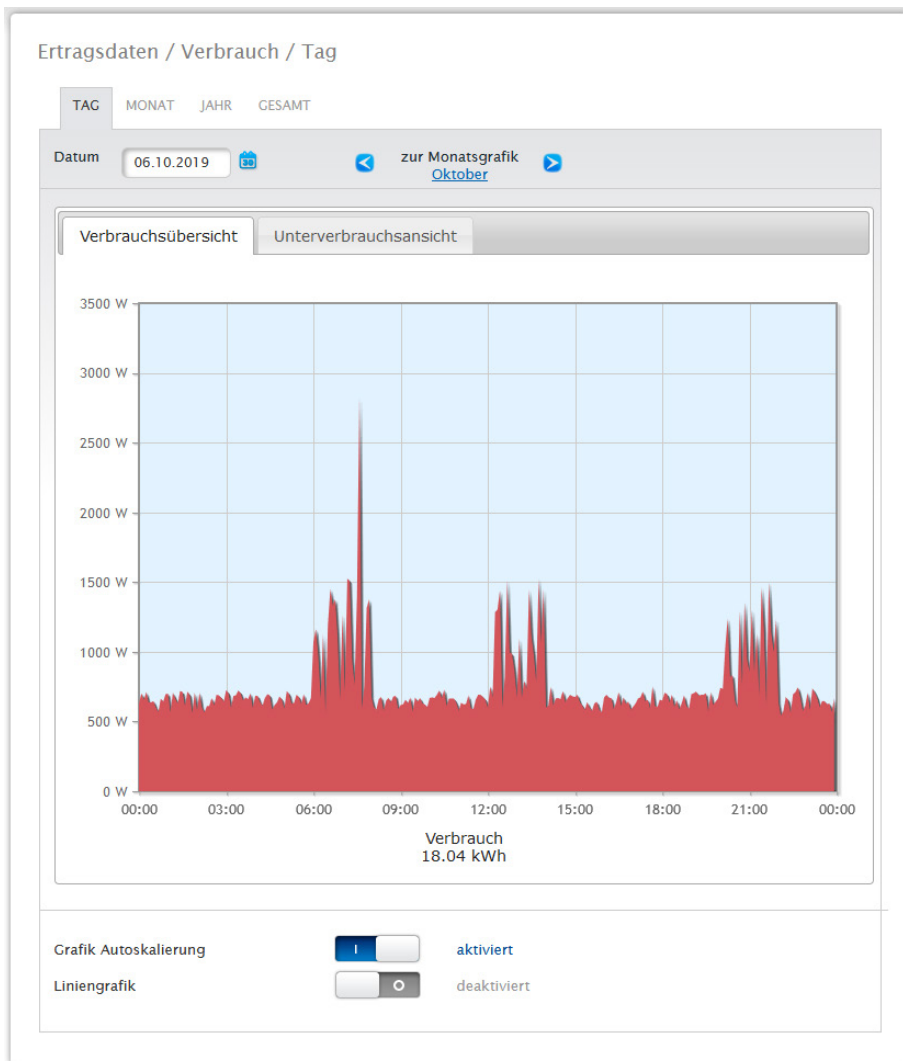 Ertragsdaten / Verbrauch / Tag
TAG MONAT JAHR GESAMT
Datum 06.10.2019 30 zur Monatsgrafik
Oktober
Verbrauchsübersicht Unterverbrauchsansicht
3500 W
3000 W
2500 W
2000 W
1500 W
1000 W
500 W
0 W
00:00 03:00 06:00 09:00 12:00 15:00 18:00 21:00 00:00
Verbrauch
18.04 kWh
Grafik Autoskalierung I aktiviert
Liniengrafik O deaktiviert